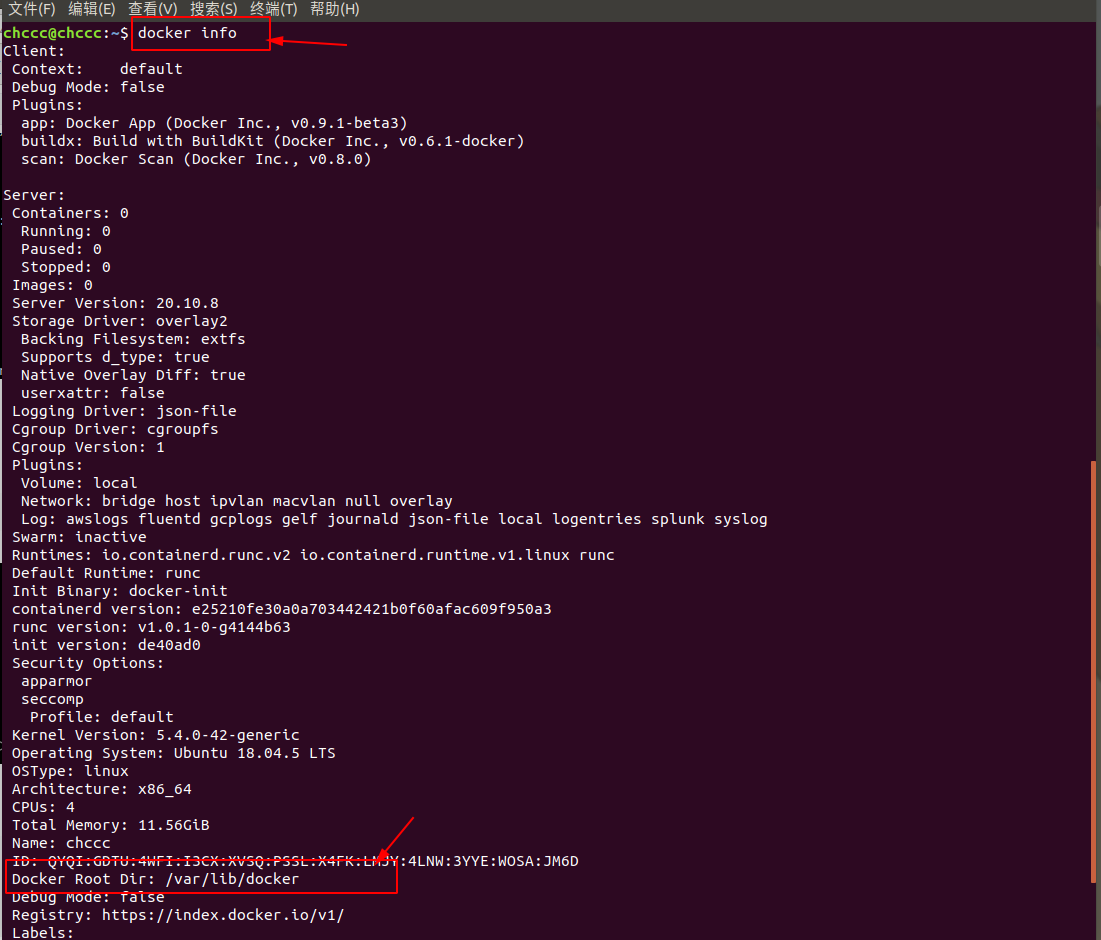 文件(F) 编辑(E) 查看(V) 搜索(S) 终端(T) 帮助(H)
chccc@chccc:~$ docker info
Client:
 Context:    default
 Debug Mode: false
 Plugins:
  app: Docker App (Docker Inc., v0.9.1-beta3)
  buildx: Build with BuildKit (Docker Inc., v0.6.1-docker)
  scan: Docker Scan (Docker Inc., v0.8.0)

Server:
 Containers: 0
  Running: 0
  Paused: 0
  Stopped: 0
 Images: 0
 Server Version: 20.10.8
 Storage Driver: overlay2
  Backing Filesystem: extfs
  Supports d_type: true
  Native Overlay Diff: true
  userxattr: false
 Logging Driver: json-file
 Cgroup Driver: cgroupfs
 Cgroup Version: 1
 Plugins:
  Volume: local
  Network: bridge host ipvlan macvlan null overlay
  Log: awslogs fluentd gcplogs gelf journald json-file local logentries splunk syslog
 Swarm: inactive
 Runtimes: io.containerd.runc.v2 io.containerd.runtime.v1.linux runc
 Default Runtime: runc
 Init Binary: docker-init
 containerd version: e25210fe30a0a703442421b0f60afac609f950a3
 runc version: v1.0.1-0-g4144b63
 init version: de40ad0
 Security Options:
  apparmor
  seccomp
   Profile: default
 Kernel Version: 5.4.0-42-generic
 Operating System: Ubuntu 18.04.5 LTS
 OSType: linux
 Architecture: x86_64
 CPUs: 4
 Total Memory: 11.56GiB
 Name: chccc
 ID: QYQI:GDTU:4WFI:I3CX:XVSQ:PSSL:X4FK:LMJY:4LNW:3YYE:WOSA:JM6D
 Docker Root Dir: /var/lib/docker
 Debug Mode: false
 Registry: https://index.docker.io/v1/
 Labels: